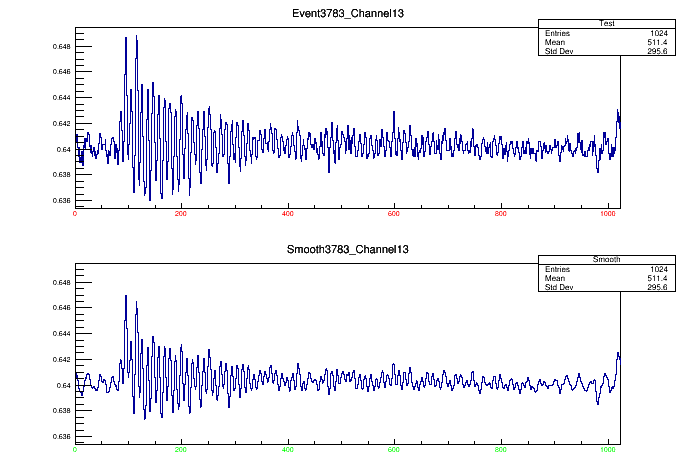 Event3783_Channel13
Test
Entries 1024
Mean 511.4
Std Dev 295.6
0.648
0.646
0.644
0.642
0.64
0.638
0.636
0 200 400 600 800 1000
Smooth3783_Channel13
Smooth
Entries 1024
Mean 511.4
Std Dev 295.6
0.648
0.646
0.644
0.642
0.64
0.638
0.636
0 200 400 600 800 1000